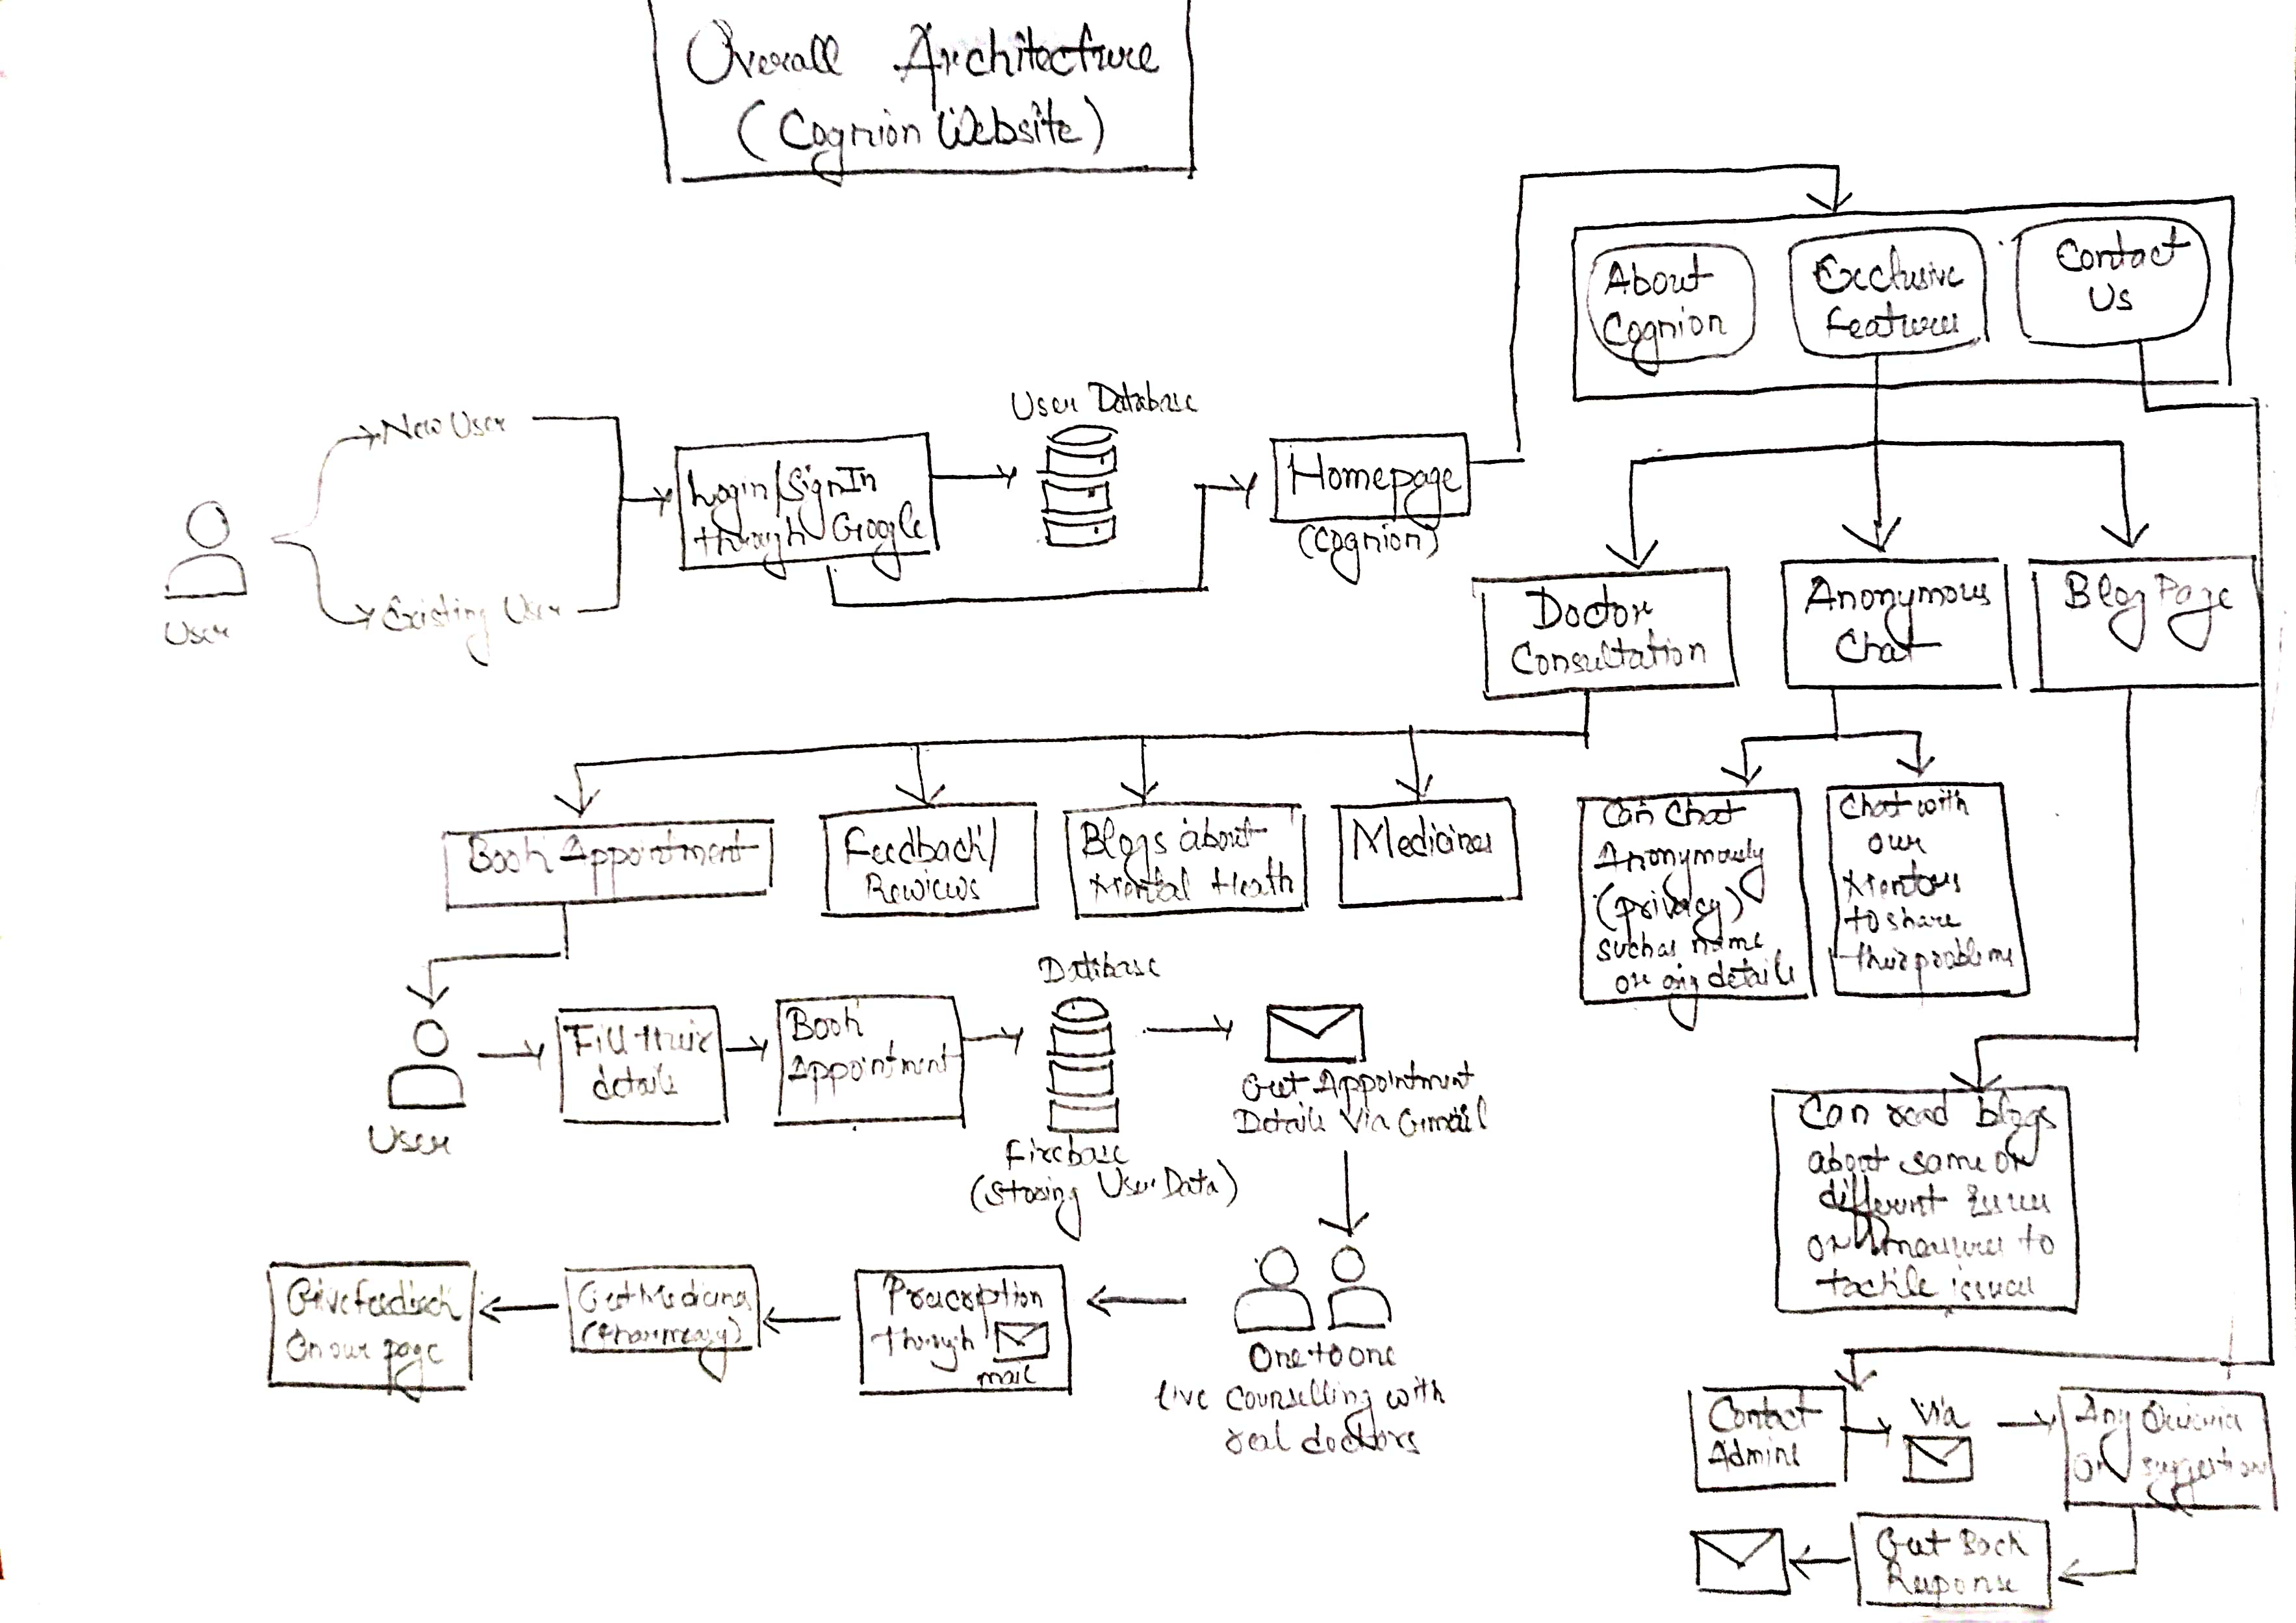 Overall Architecture
(Cognion Website)
About
Cognion
Exclusive
Features
Contact
Us
User Database
New User
Login/Sign In
through Google
Homepage
(Cognion)
User
Existing User
Doctor
Consultation
Anonymous
Chat
Blog Page
Book Appointment
Feedback/
Reviews
Blogs about
Mental Health
Medicines
Can Chat
Anonymously
(privacy)
such as name
or any details
Chat with
our
Mentors
to share
their problems
User
Fill their
details
Book
Appointment
Database
Firebase
(storing User Data)
Get Appointment
Details Via Gmail
Can read blogs
about same or
different issues
or measures to
tackle issues
Give feedback
On our page
Get Medicines
(Pharmacy)
Prescription
through
mail
One to one
live counselling with
real doctors
Contact
Admins
Via
Any Queries
Or suggestion
Get Back
Response